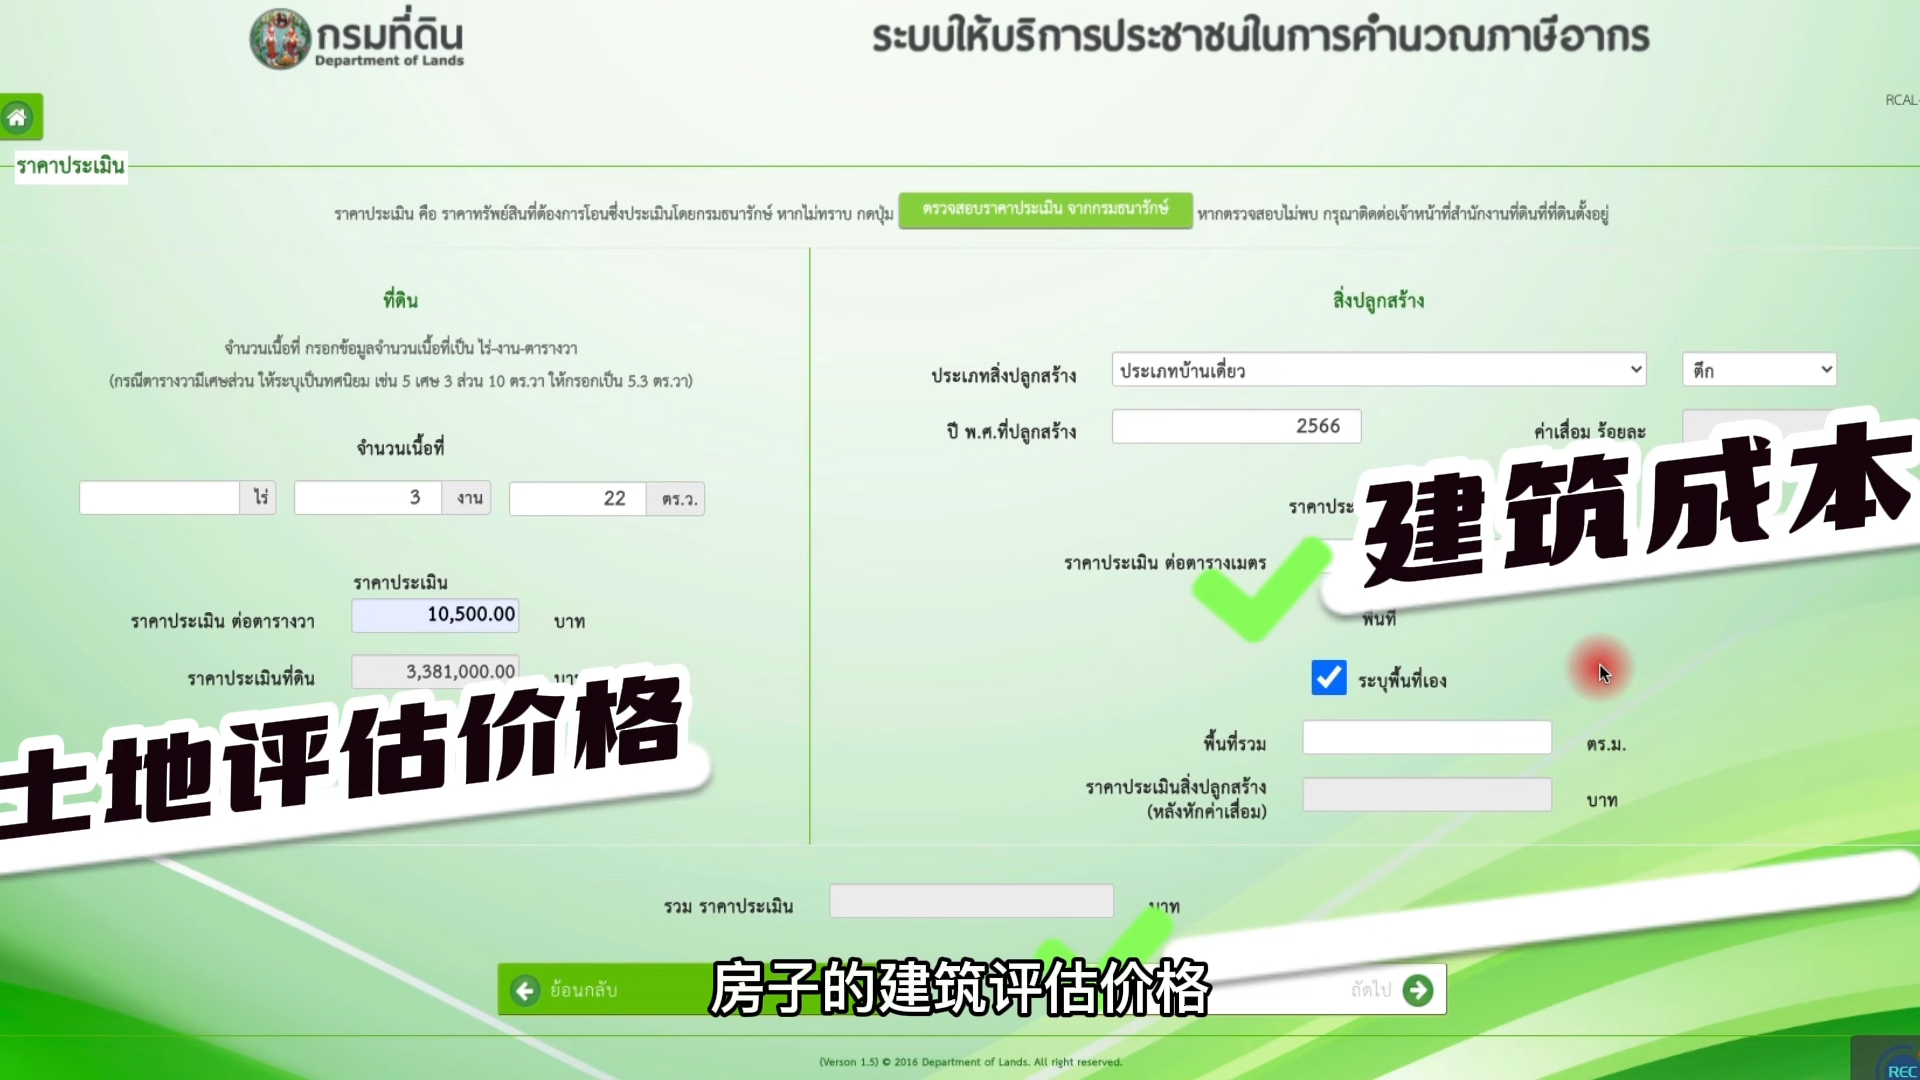 กรมที่ดิน
Department of Lands
ระบบให้บริการประชาชนในการคำนวณภาษีอากร
RCAL-
ราคาประเมิน
ราคาประเมิน คือ ราคาทรัพย์สินที่ต้องการโอนซึ่งประเมินโดยกรมธนารักษ์ หากไม่ทราบ กดปุ่ม ตรวจสอบราคาประเมิน จากกรมธนารักษ์ หากตรวจสอบไม่พบ กรุณาติดต่อเจ้าหน้าที่สำนักงานที่ดินที่ที่ดินตั้งอยู่
ที่ดิน
จำนวนเนื้อที่ กรอกข้อมูลจำนวนเนื้อที่เป็น ไร่-งาน-ตารางวา
(กรณีตารางวามีเศษส่วน ให้ระบุเป็นทศนิยม เช่น 5 เศษ 3 ส่วน 10 ตร.วา ให้กรอกเป็น 5.3 ตร.วา)
จำนวนเนื้อที่
ไร่ 3 งาน 22 ตร.ว.
ราคาประเมิน
ราคาประเมิน ต่อตารางวา 10,500.00 บาท
ราคาประเมินที่ดิน 3,381,000.00
土地评估价格
สิ่งปลูกสร้าง
ประเภทสิ่งปลูกสร้าง ประเภทบ้านเดี่ยว ตึก
ปี พ.ศ.ที่ปลูกสร้าง 2566 ค่าเสื่อม ร้อยละ
建筑成本
ราคาประเมิน ต่อตารางเมตร
พื้นที่
ระบุพื้นที่เอง
พื้นที่รวม ตร.ม.
ราคาประเมินสิ่งปลูกสร้าง
(หลังหักค่าเสื่อม) บาท
รวม ราคาประเมิน บาท
ย้อนกลับ
ถัดไป
房子的建筑评估价格
(Verson 1.5) © 2016 Department of Lands. All right reserved.
REC